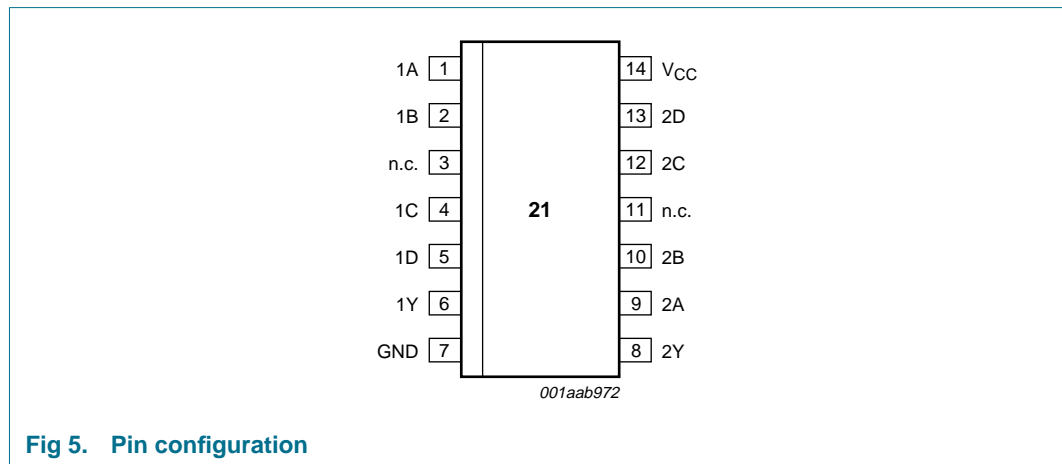 1A 1 14 VCC
1B 2 13 2D
n.c. 3 12 2C
1C 4 21 11 n.c.
1D 5 10 2B
1Y 6 9 2A
GND 7 8 2Y
001aab972
Fig 5. Pin configuration